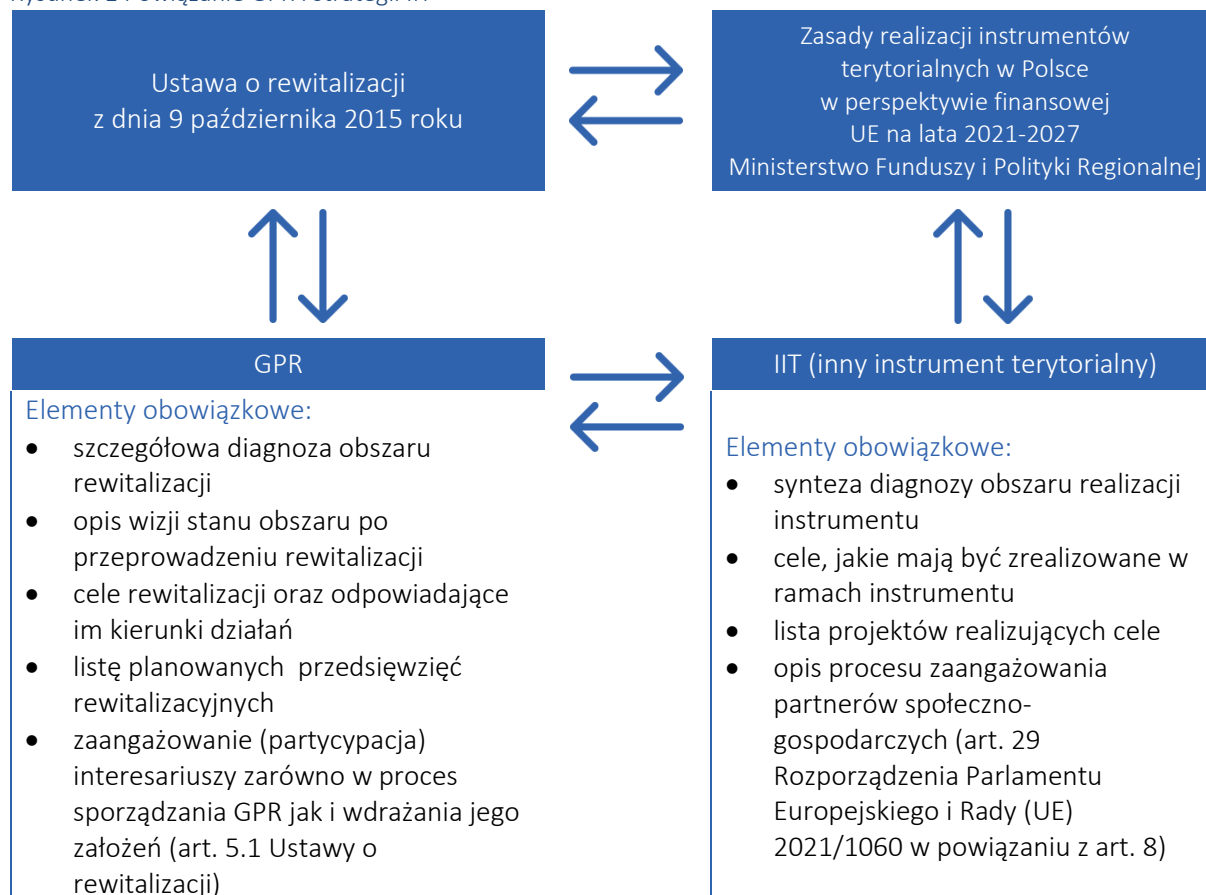 Ustawa o rewitalizacji
z dnia 9 października 2015 roku
Zasady realizacji instrumentów
terytorialnych w Polsce
w perspektywie finansowej
UE na lata 2021-2027
Ministerstwo Funduszy i Polityki Regionalnej
GPR
Elementy obowiązkowe:
• szczegółowa diagnoza obszaru
rewitalizacji
• opis wizji stanu obszaru po
przeprowadzeniu rewitalizacji
• cele rewitalizacji oraz odpowiadające
im kierunki działań
• listę planowanych przedsięwzięć
rewitalizacyjnych
• zaangażowanie (partycypacja)
interesariuszy zarówno w proces
sporządzania GPR jak i wdrażania jego
założeń (art. 5.1 Ustawy o
rewitalizacji)
IIT (inny instrument terytorialny)
Elementy obowiązkowe:
• synteza diagnozy obszaru realizacji
instrumentu
• cele, jakie mają być zrealizowane w
ramach instrumentu
• lista projektów realizujących cele
• opis procesu zaangażowania
partnerów społeczno-
gospodarczych (art. 29
Rozporządzenia Parlamentu
Europejskiego i Rady (UE)
2021/1060 w powiązaniu z art. 8)